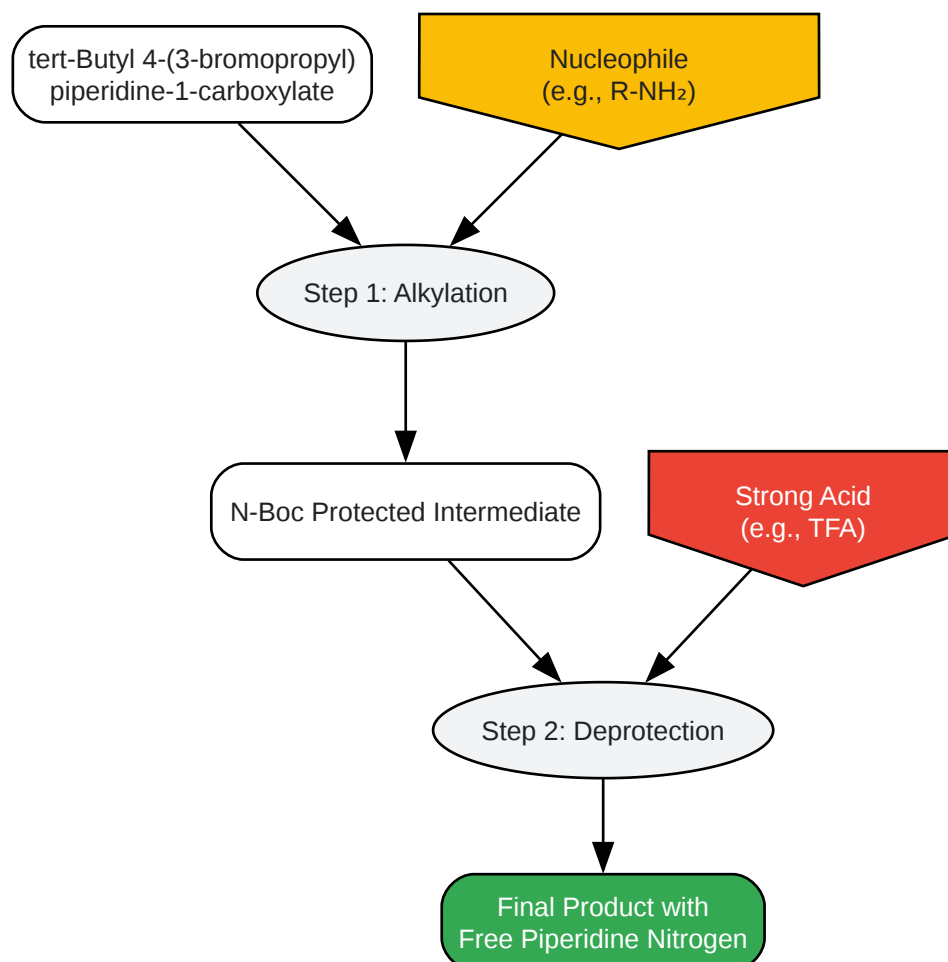 tert-Butyl 4-(3-bromopropyl)
piperidine-1-carboxylate
Nucleophile
(e.g., R-NH₂)
Step 1: Alkylation
N-Boc Protected Intermediate
Strong Acid
(e.g., TFA)
Step 2: Deprotection
Final Product with
Free Piperidine Nitrogen